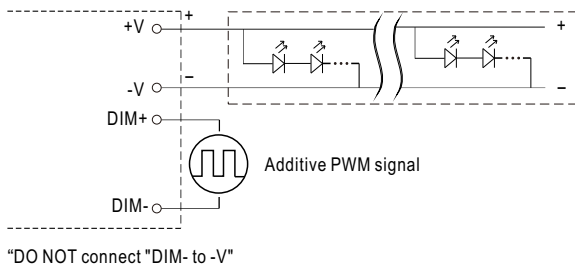 +V +
+
-V −
−
DIM+
Additive PWM signal
DIM-
“DO NOT connect "DIM- to -V"